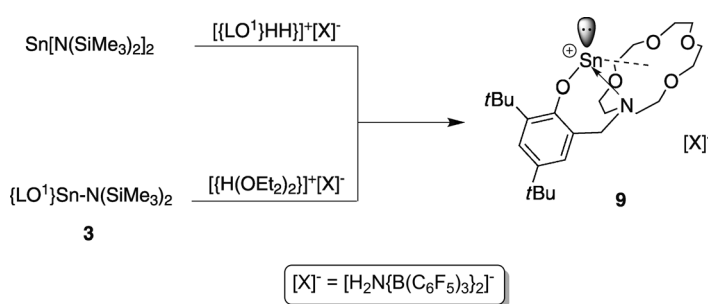 Sn[N(SiMe₃)₂]₂
[{LO¹}HH}]⁺[X]⁻
{LO¹}Sn-N(SiMe₃)₂
3
[{H(OEt₂)₂}]⁺[X]⁻
⊕
Sn
O
O
O
O
O
N
tBu
tBu
[X]⁻
9
[X]⁻ = [H₂N{B(C₆F₅)₃}₂]⁻